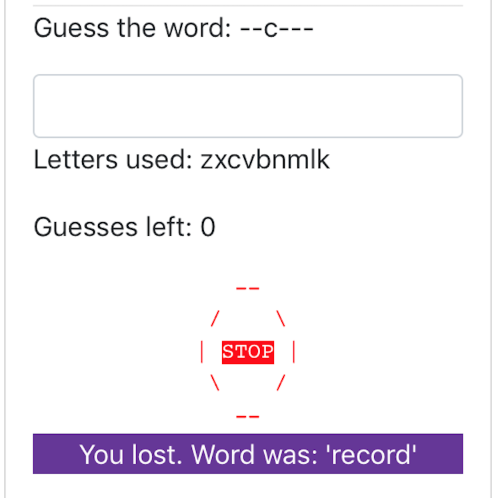 Guess the word: --c---
Letters used: zxcvbnmlk
Guesses left: 0
--
/ \
| STOP |
\ /
--
You lost. Word was: 'record'